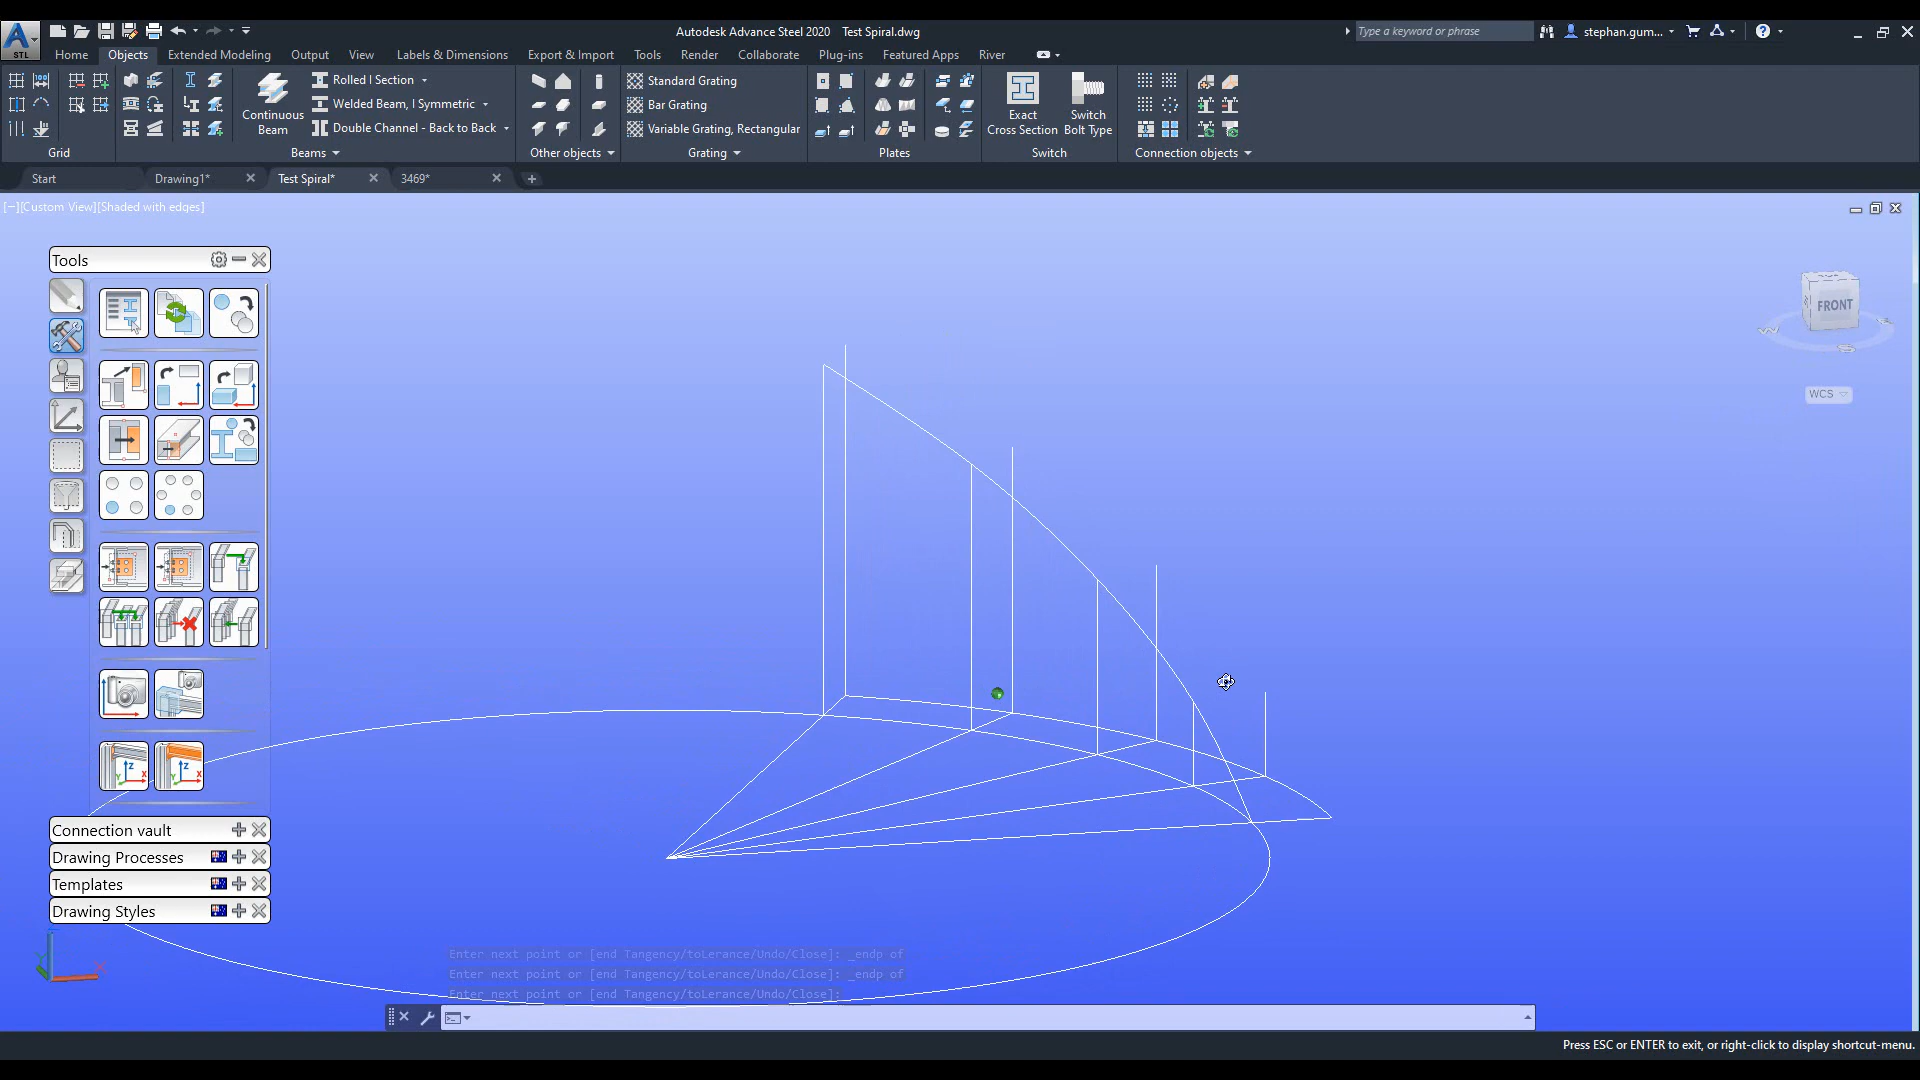 STL
Autodesk Advance Steel 2020 Test Spiral.dwg
Type a keyword or phrase
stephan.gum...
Home Objects Extended Modeling Output View Labels & Dimensions Export & Import Tools Render Collaborate Plug-ins Featured Apps River
Continuous Beam
Rolled I Section
Welded Beam, I Symmetric
Double Channel - Back to Back
Standard Grating
Bar Grating
Variable Grating, Rectangular
Exact Cross Section
Switch Bolt Type
Grid Beams Other objects Grating Plates Switch Connection objects
Start Drawing1* Test Spiral* 3469*
[−][Custom View][Shaded with edges]
Tools
FRONT
WCS
Connection vault
Drawing Processes
Templates
Drawing Styles
Enter next point or [end Tangency/toLerance/Undo/Close]: _endp of
Enter next point or [end Tangency/toLerance/Undo/Close]: _endp of
Enter next point or [end Tangency/toLerance/Undo/Close]:
Press ESC or ENTER to exit, or right-click to display shortcut-menu.